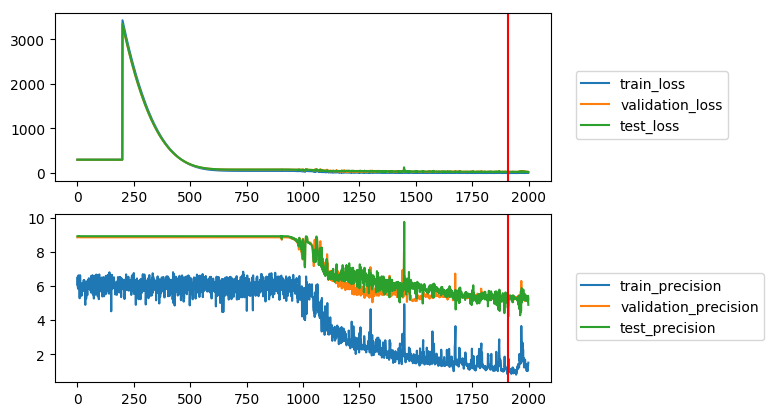 3000
2000
1000
0
0 250 500 750 1000 1250 1500 1750 2000
train_loss
validation_loss
test_loss
10
8
6
4
2
0 250 500 750 1000 1250 1500 1750 2000
train_precision
validation_precision
test_precision